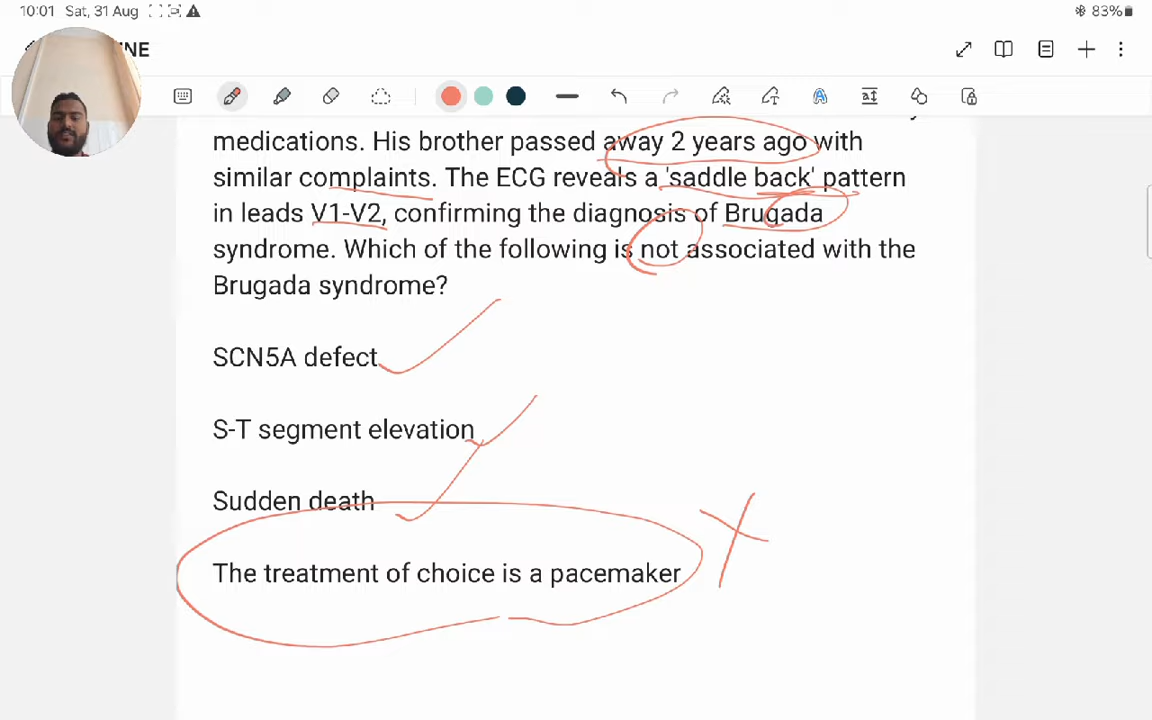 10:01 Sat, 31 Aug
83%
NE
medications. His brother passed away 2 years ago with
similar complaints. The ECG reveals a 'saddle back' pattern
in leads V1-V2, confirming the diagnosis of Brugada
syndrome. Which of the following is not associated with the
Brugada syndrome?
SCN5A defect
S-T segment elevation
Sudden death
The treatment of choice is a pacemaker